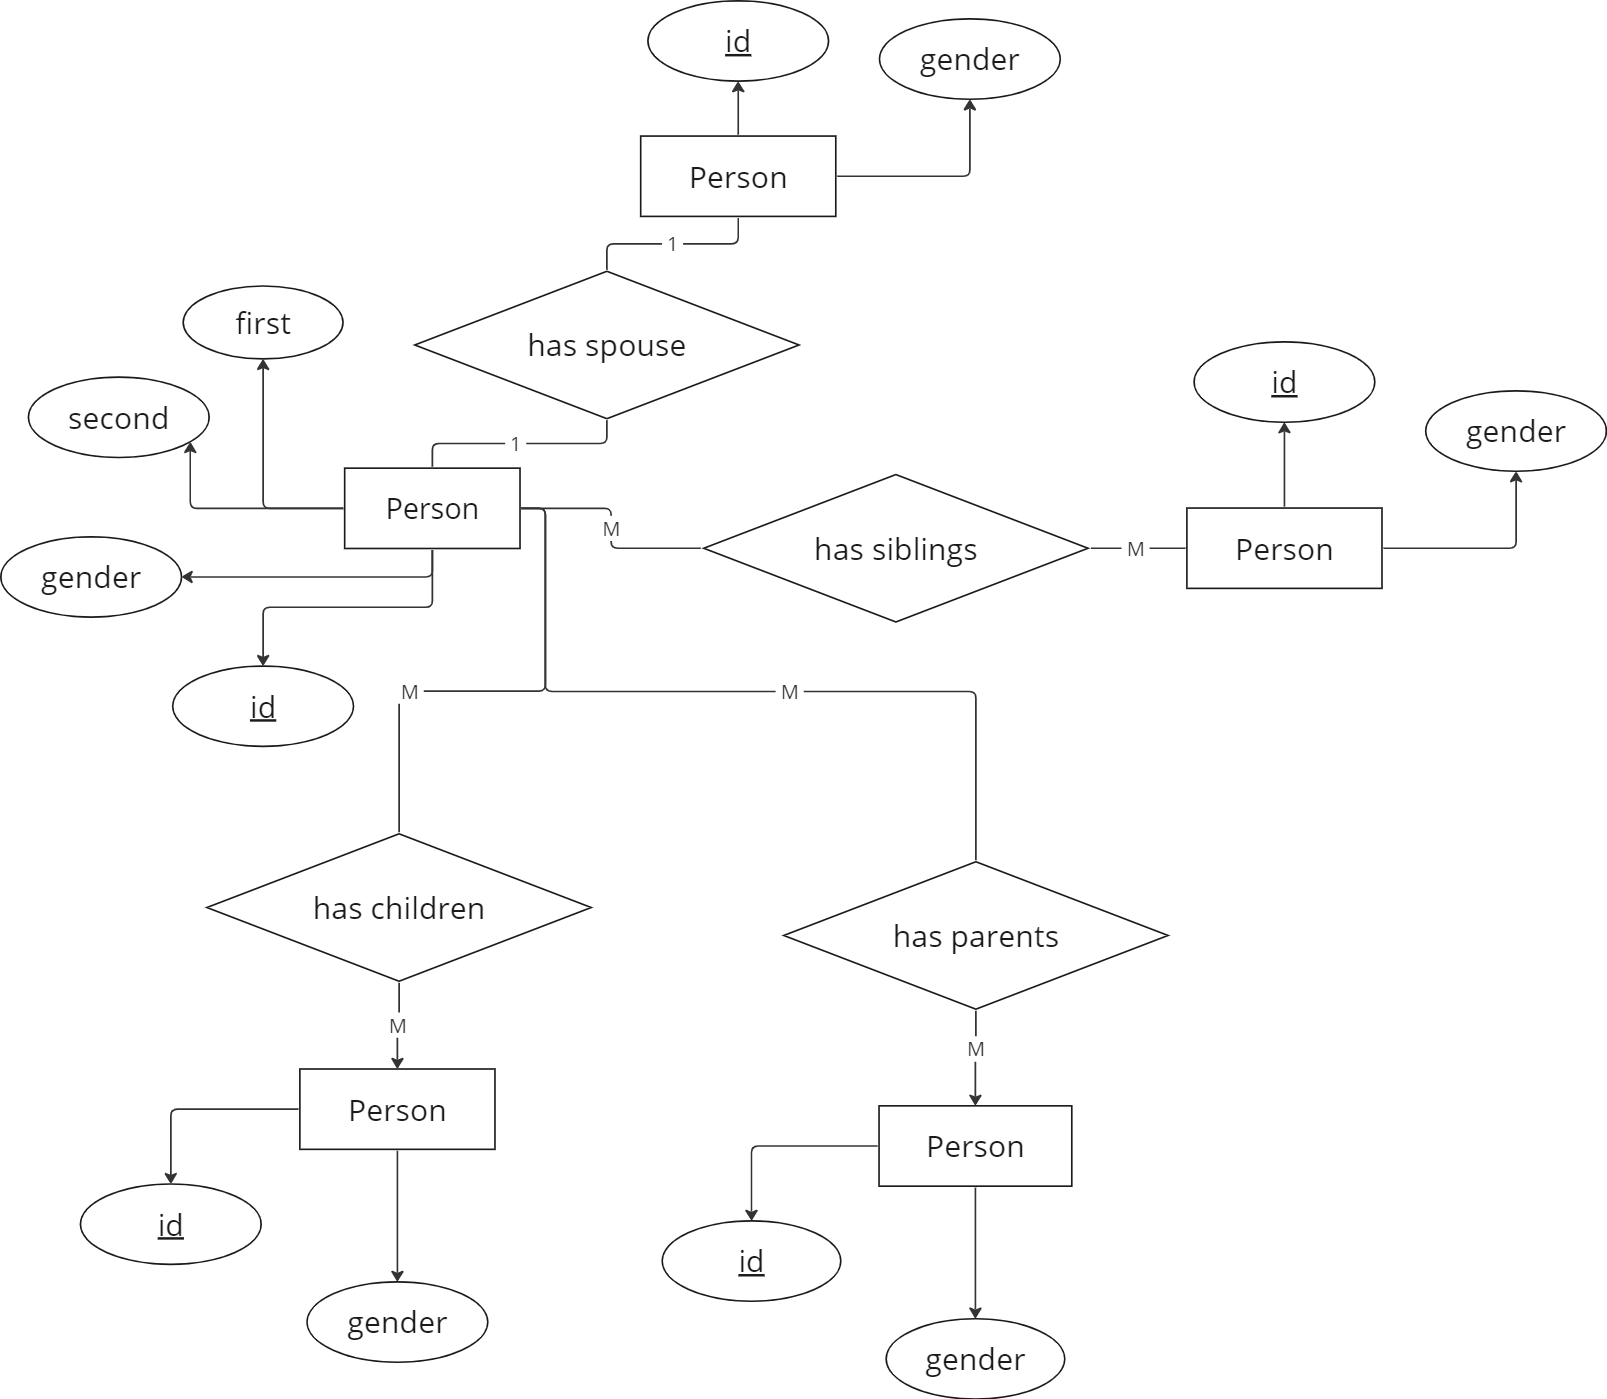 id
gender
Person
1
has spouse
first
second
1
Person
M
has siblings
M
Person
id
gender
gender
id
M
M
has children
has parents
M
M
Person
Person
id
gender
id
gender